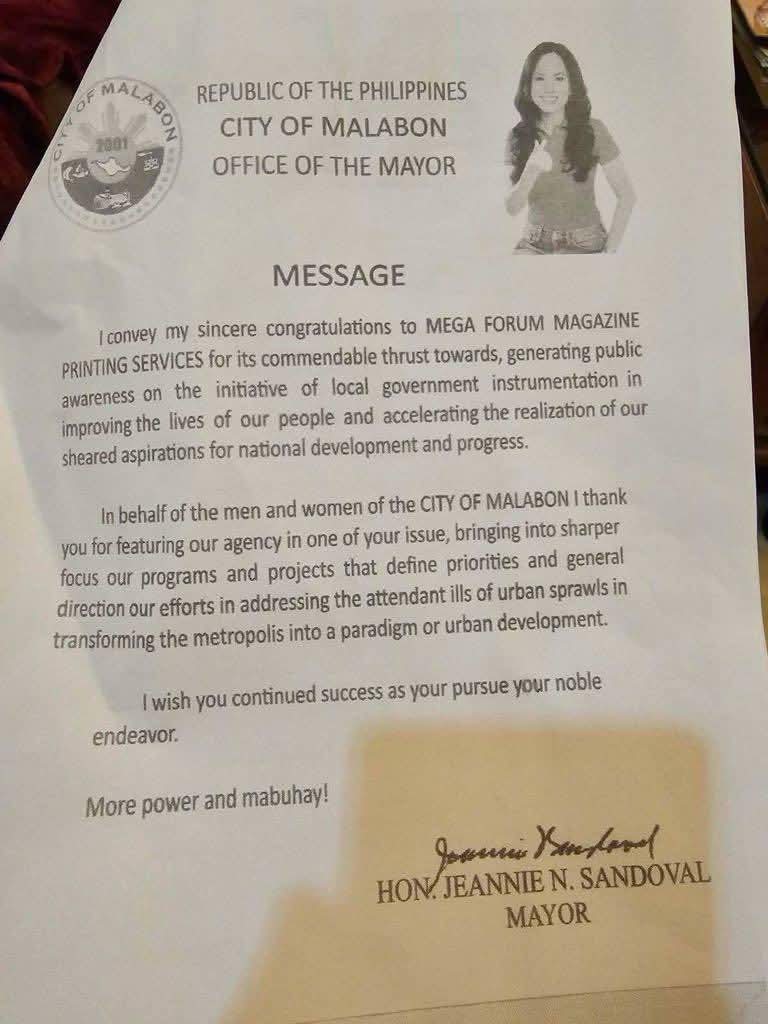 CITY OF MALABON
2001
REPUBLIC OF THE PHILIPPINES
CITY OF MALABON
OFFICE OF THE MAYOR
MESSAGE
I convey my sincere congratulations to MEGA FORUM MAGAZINE
PRINTING SERVICES for its commendable thrust towards, generating public
awareness on the initiative of local government instrumentation in
improving the lives of our people and accelerating the realization of our
sheared aspirations for national development and progress.
In behalf of the men and women of the CITY OF MALABON I thank
you for featuring our agency in one of your issue, bringing into sharper
focus our programs and projects that define priorities and general
direction our efforts in addressing the attendant ills of urban sprawls in
transforming the metropolis into a paradigm or urban development.
I wish you continued success as your pursue your noble
endeavor.
More power and mabuhay!
Jeannie Sandoval
HON. JEANNIE N. SANDOVAL
MAYOR